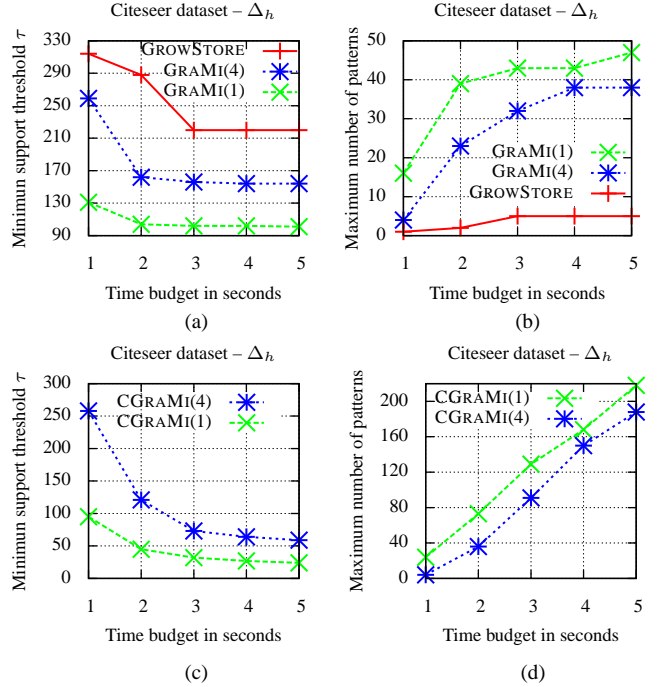 Citeseer dataset – Δh
Minimun support threshold τ
330
290
250
210
170
130
90
GROWSTORE
GRAMI(4)
GRAMI(1)
1 2 3 4 5
Time budget in seconds
(a)
Citeseer dataset – Δh
Maximum number of patterns
50
40
30
20
10
0
GRAMI(1)
GRAMI(4)
GROWSTORE
1 2 3 4 5
Time budget in seconds
(b)
Citeseer dataset – Δh
Minimun support threshold τ
300
250
200
150
100
50
0
CGRAMI(4)
CGRAMI(1)
1 2 3 4 5
Time budget in seconds
(c)
Citeseer dataset – Δh
Maximum number of patterns
200
160
120
80
40
0
CGRAMI(1)
CGRAMI(4)
1 2 3 4 5
Time budget in seconds
(d)